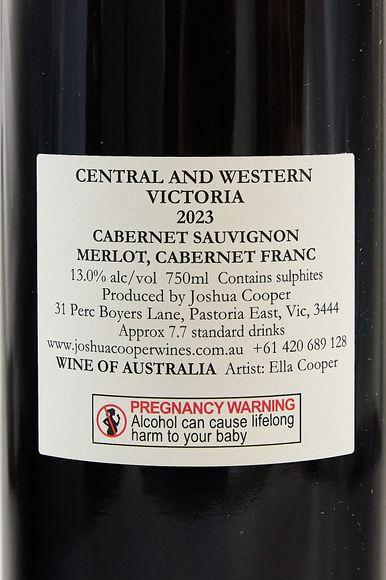 CENTRAL AND WESTERN
VICTORIA
2023
CABERNET SAUVIGNON
MERLOT, CABERNET FRANC
13.0% alc/vol 750ml Contains sulphites
Produced by Joshua Cooper
31 Perc Boyers Lane, Pastoria East, Vic, 3444
Approx 7.7 standard drinks
www.joshuacooperwines.com.au +61 420 689 128
WINE OF AUSTRALIA Artist: Ella Cooper
PREGNANCY WARNING
Alcohol can cause lifelong
harm to your baby